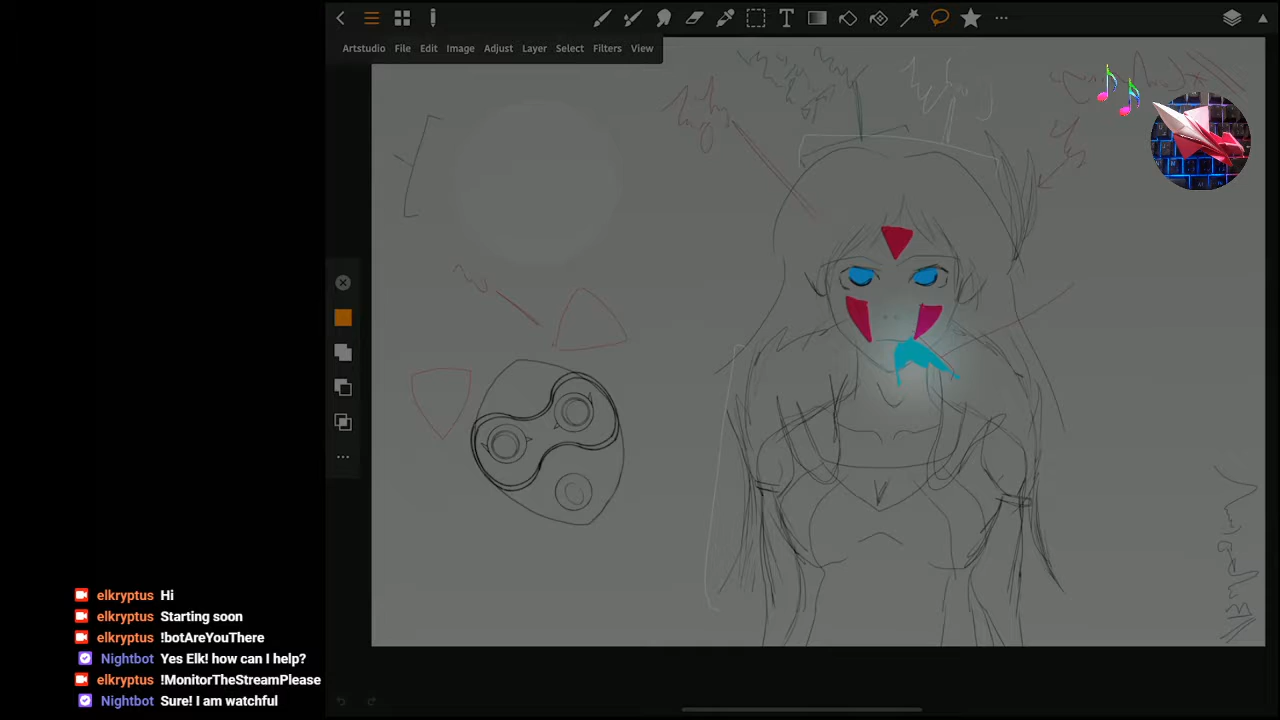 Artstudio File Edit Image Adjust Layer Select Filters View
elkryptus Hi
elkryptus Starting soon
elkryptus !botAreYouThere
Nightbot Yes Elk! how can I help?
elkryptus !MonitorTheStreamPlease
Nightbot Sure! I am watchful